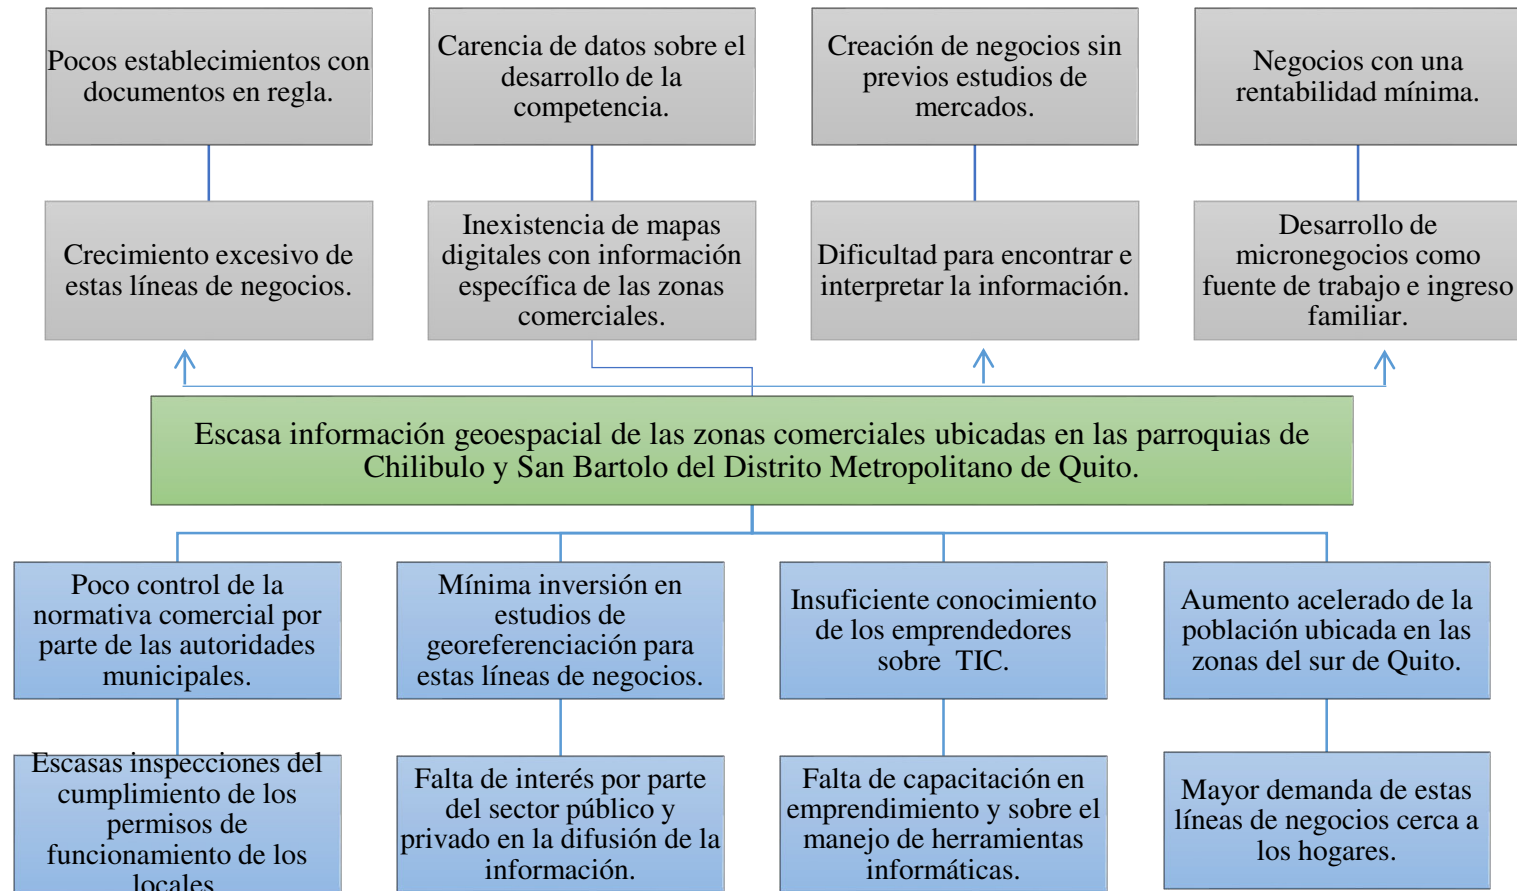 Pocos establecimientos con
documentos en regla.
Carencia de datos sobre el
desarrollo de la
competencia.
Creación de negocios sin
previos estudios de
mercados.
Negocios con una
rentabilidad mínima.
Crecimiento excesivo de
estas líneas de negocios.
Inexistencia de mapas
digitales con información
específica de las zonas
comerciales.
Dificultad para encontrar e
interpretar la información.
Desarrollo de
micronegocios como
fuente de trabajo e ingreso
familiar.
Escasa información geoespacial de las zonas comerciales ubicadas en las parroquias de
Chilibulo y San Bartolo del Distrito Metropolitano de Quito.
Poco control de la
normativa comercial por
parte de las autoridades
municipales.
Mínima inversión en
estudios de
georeferenciación para
estas líneas de negocios.
Insuficiente conocimiento
de los emprendedores
sobre TIC.
Aumento acelerado de la
población ubicada en las
zonas del sur de Quito.
Escasas inspecciones del
cumplimiento de los
permisos de
funcionamiento de los
locales
Falta de interés por parte
del sector público y
privado en la difusión de la
información.
Falta de capacitación en
emprendimiento y sobre el
manejo de herramientas
informáticas.
Mayor demanda de estas
líneas de negocios cerca a
los hogares.